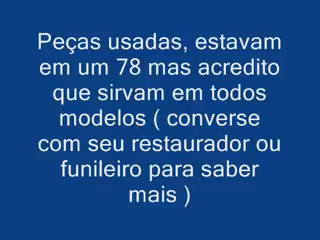 Peças usadas, estavam
em um 78 mas acredito
que sirvam em todos
modelos ( converse
com seu restaurador ou
funileiro para saber
mais )